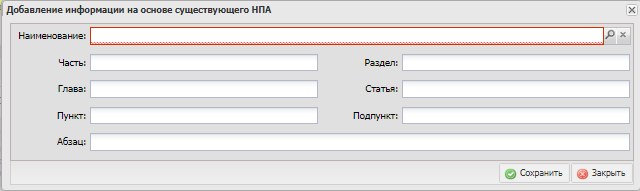 Добавление информации на основе существующего НПА
Наименование:
Часть: Раздел:
Глава: Статья:
Пункт: Подпункт:
Абзац:
Сохранить Закрыть